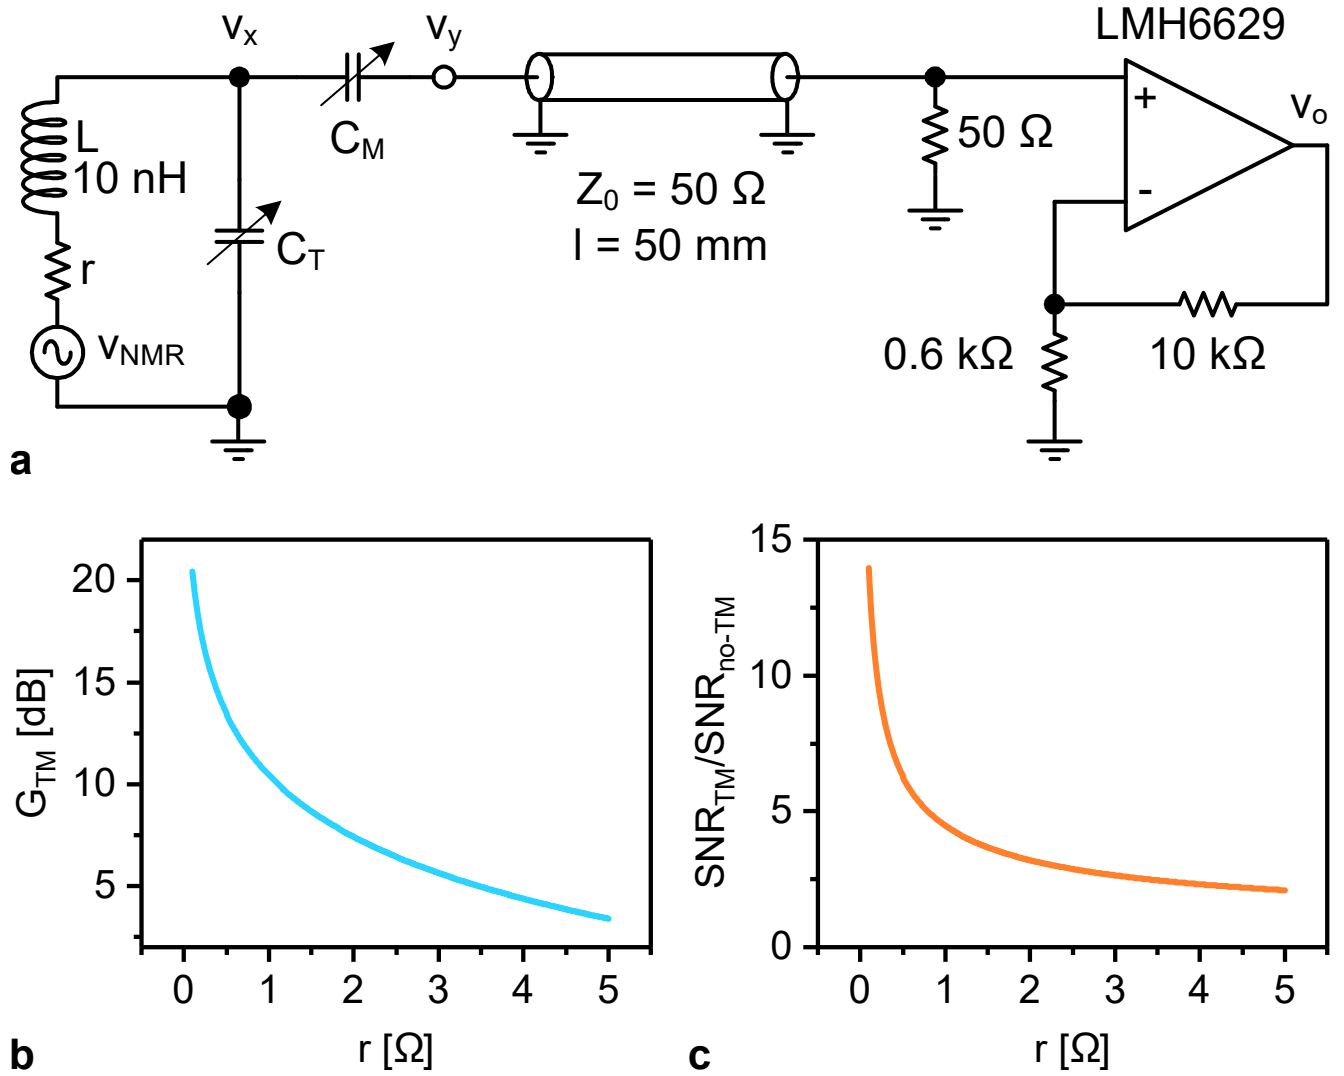 a
LMH6629
vx
vy
CM
L
10 nH
r
vNMR
CT
Z0 = 50 Ω
l = 50 mm
50 Ω
+
-
vo
0.6 kΩ
10 kΩ
b
GTM [dB]
20
15
10
5
0 1 2 3 4 5
r [Ω]
c
SNRTM/SNRno-TM
15
10
5
0
0 1 2 3 4 5
r [Ω]